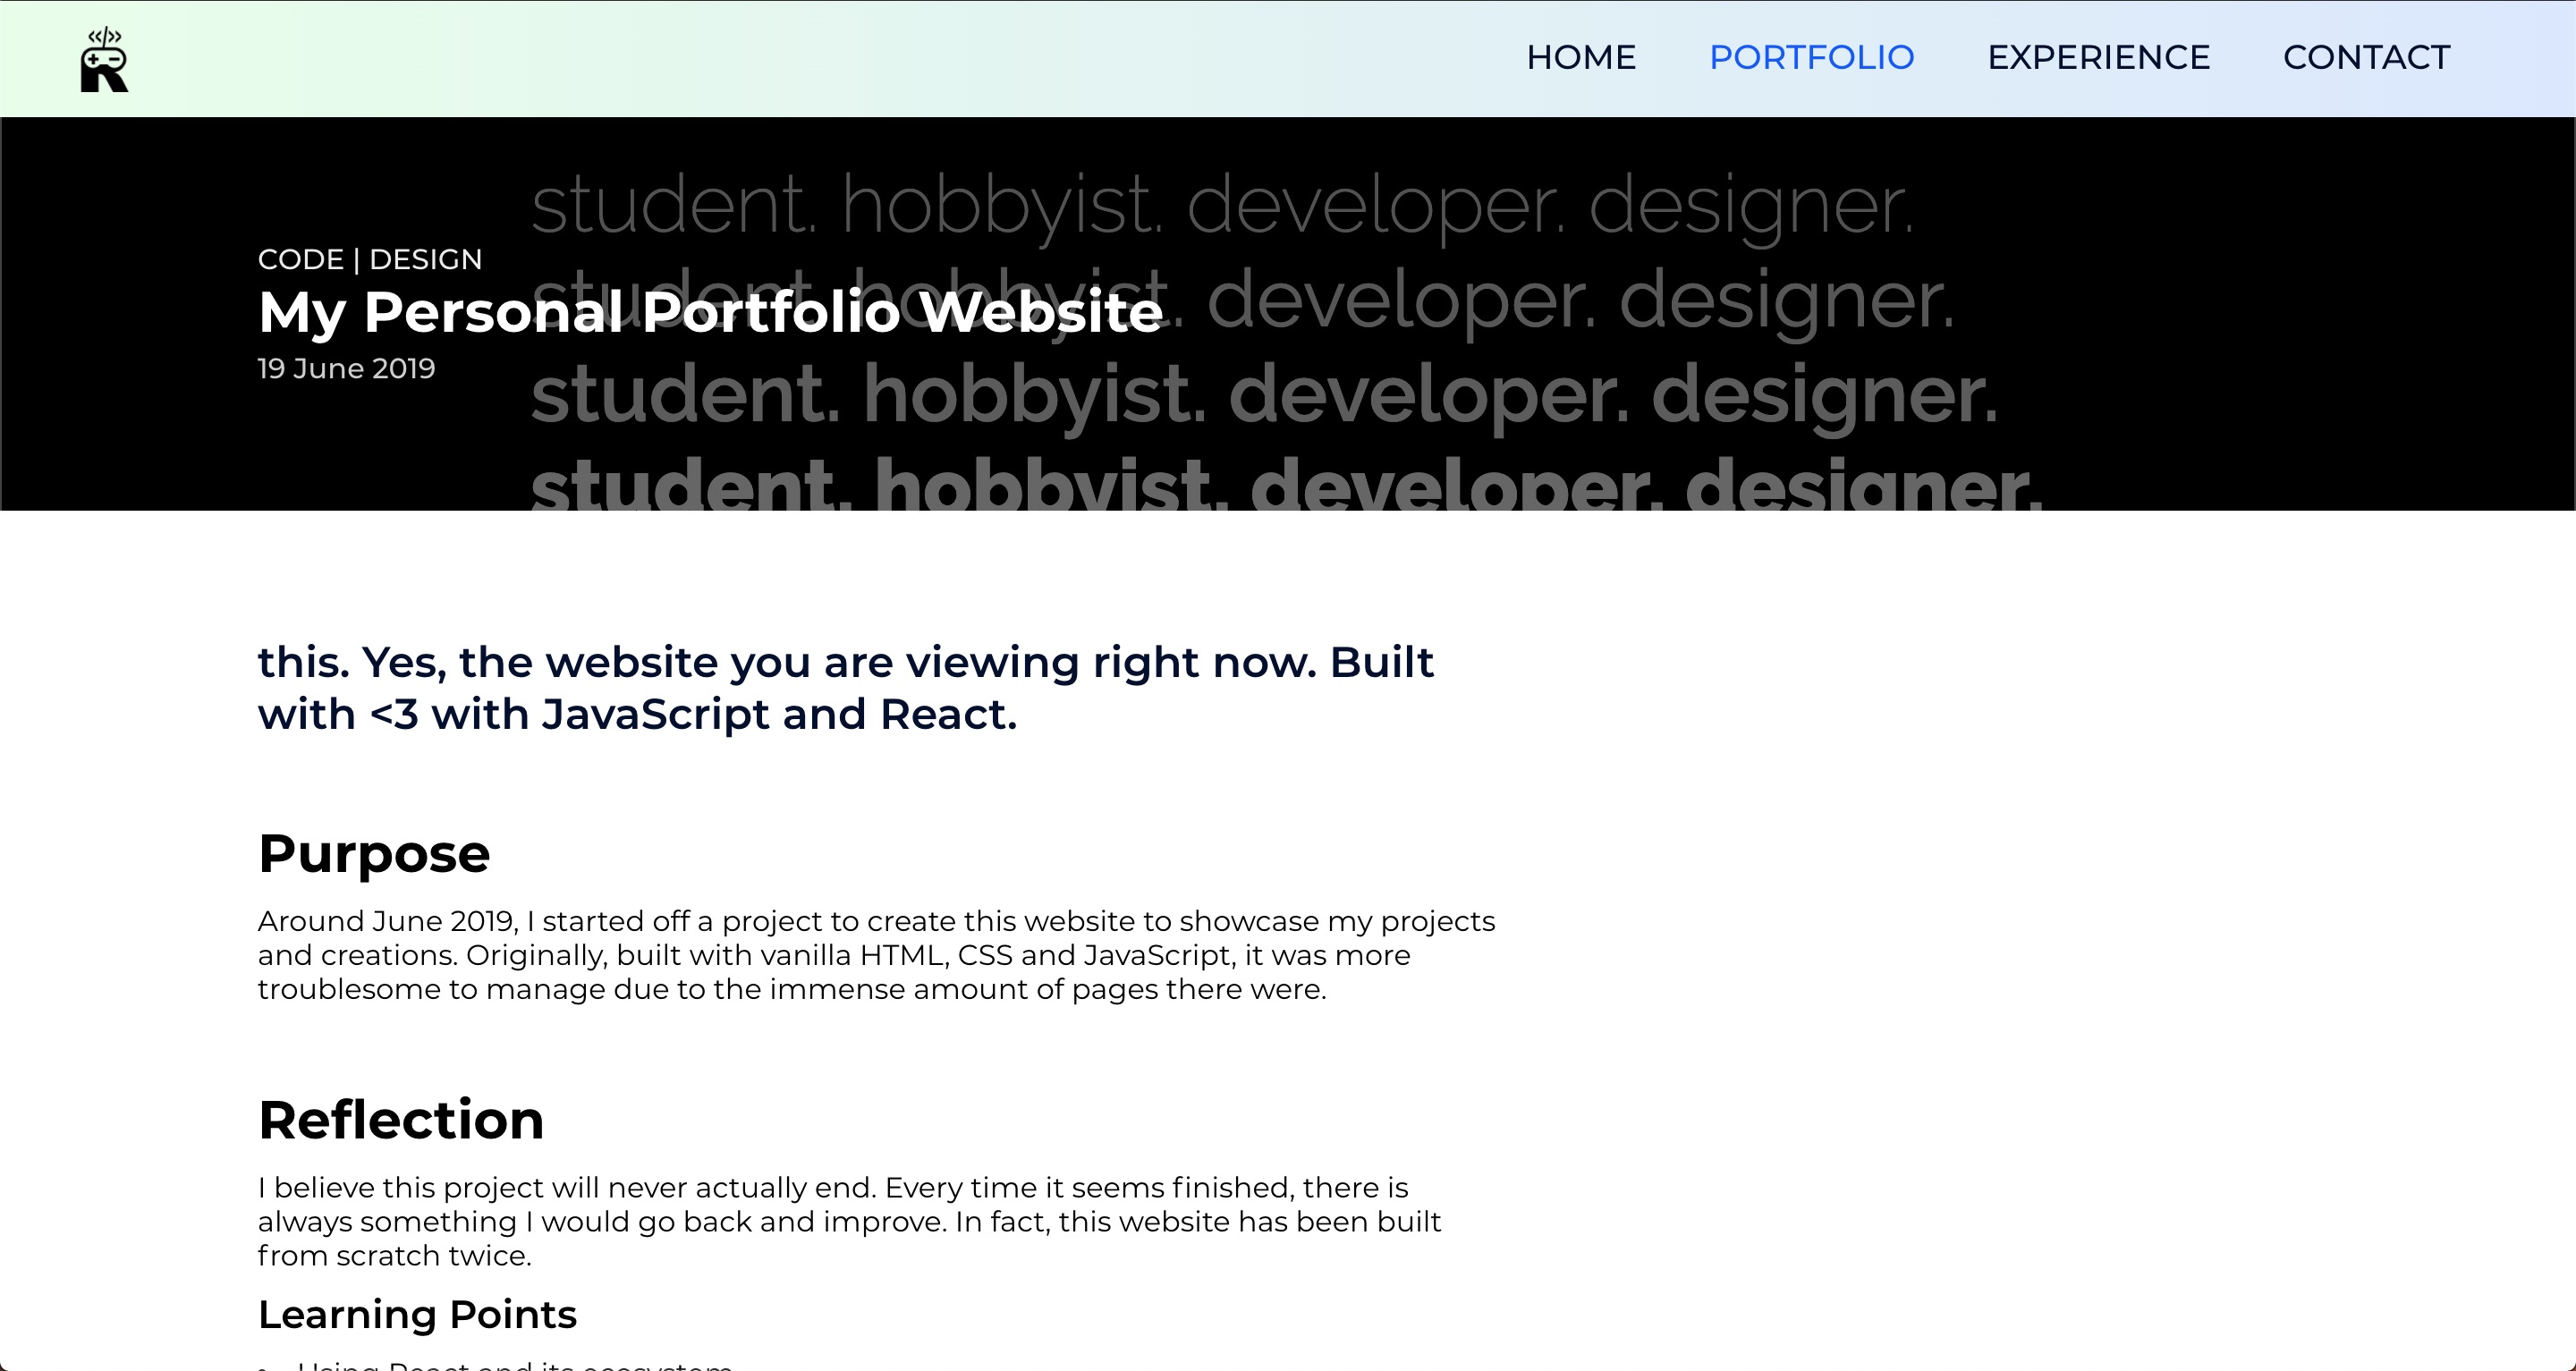 HOME PORTFOLIO EXPERIENCE CONTACT
student. hobbyist. developer. designer.
CODE | DESIGN
student. hobbyist. developer. designer.
My Personal Portfolio Website
19 June 2019
student. hobbyist. developer. designer.
student. hobbyist. developer. designer.
this. Yes, the website you are viewing right now. Built
with <3 with JavaScript and React.
Purpose
Around June 2019, I started off a project to create this website to showcase my projects
and creations. Originally, built with vanilla HTML, CSS and JavaScript, it was more
troublesome to manage due to the immense amount of pages there were.
Reflection
I believe this project will never actually end. Every time it seems finished, there is
always something I would go back and improve. In fact, this website has been built
from scratch twice.
Learning Points
• Using React and its ecosystem